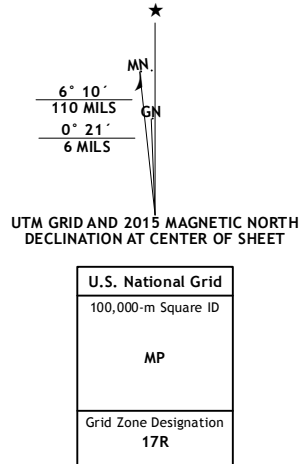 ★
MN.
6° 10´
110 MILS
GN
0° 21´
6 MILS
UTM GRID AND 2015 MAGNETIC NORTH
DECLINATION AT CENTER OF SHEET
U.S. National Grid
100,000-m Square ID
MP
Grid Zone Designation
17R